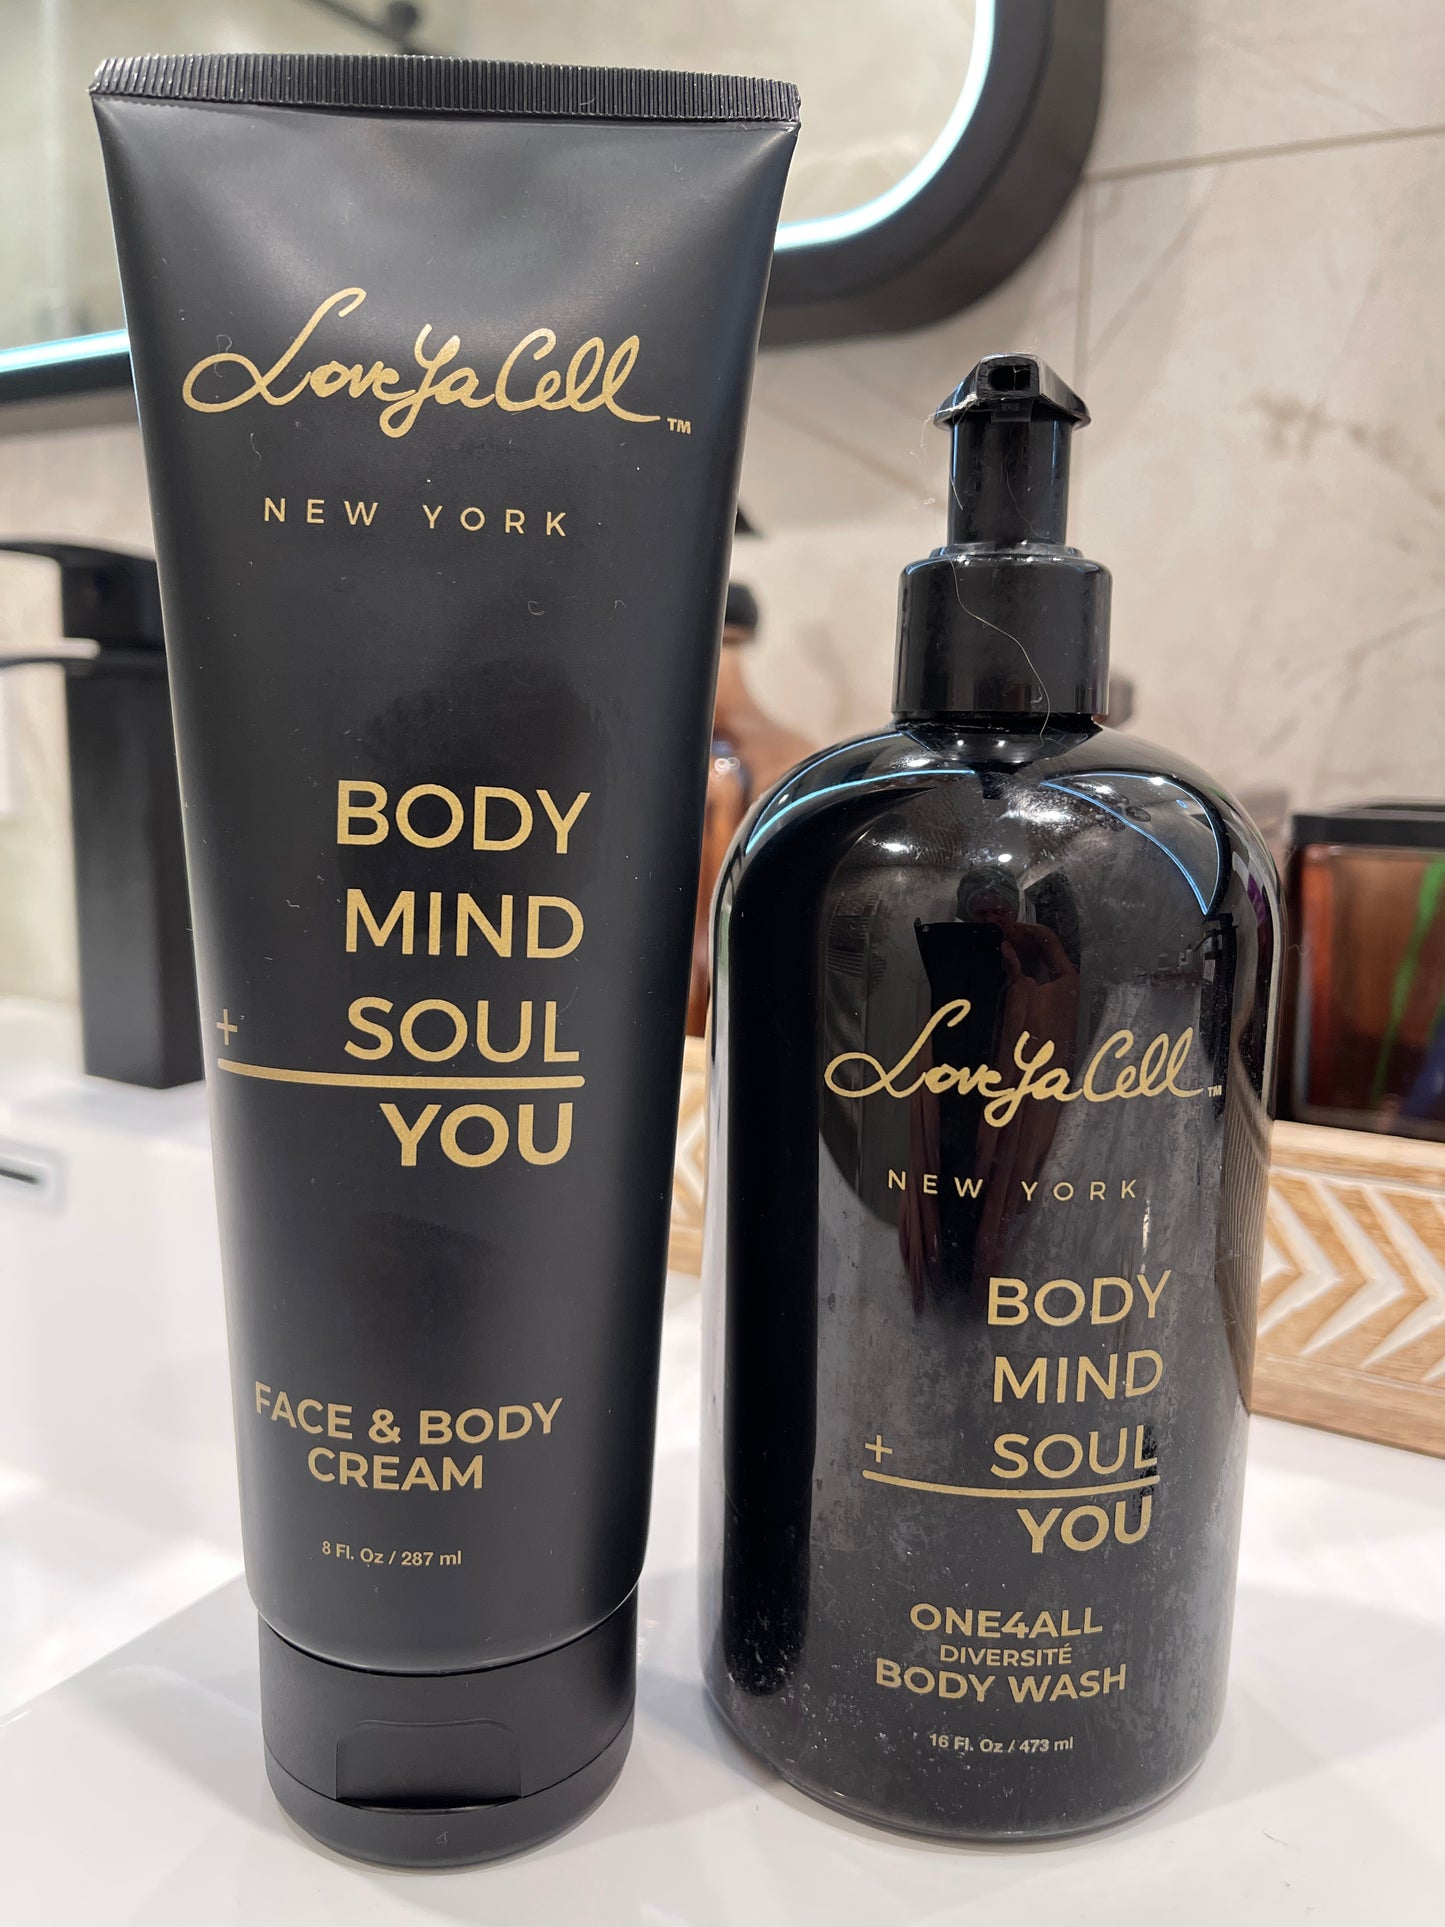 LoveYaCell™
NEW YORK
BODY
MIND
+ SOUL
YOU
FACE & BODY
CREAM
8 Fl. Oz / 287 ml
LoveYaCell™
NEW YORK
BODY
MIND
+ SOUL
YOU
ONE4ALL
DIVERSITÉ
BODY WASH
16 Fl. Oz / 473 ml